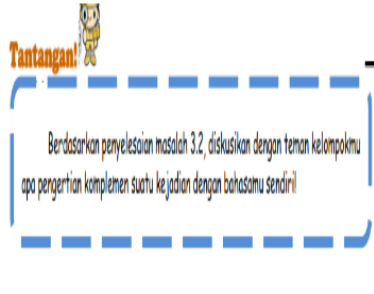 Tantangan!
Berdasarkan penyelesaian masalah 3.2, diskusikan dengan teman kelompokmu
apa pengertian komplemen suatu kejadian dengan bahasamu sendiri!